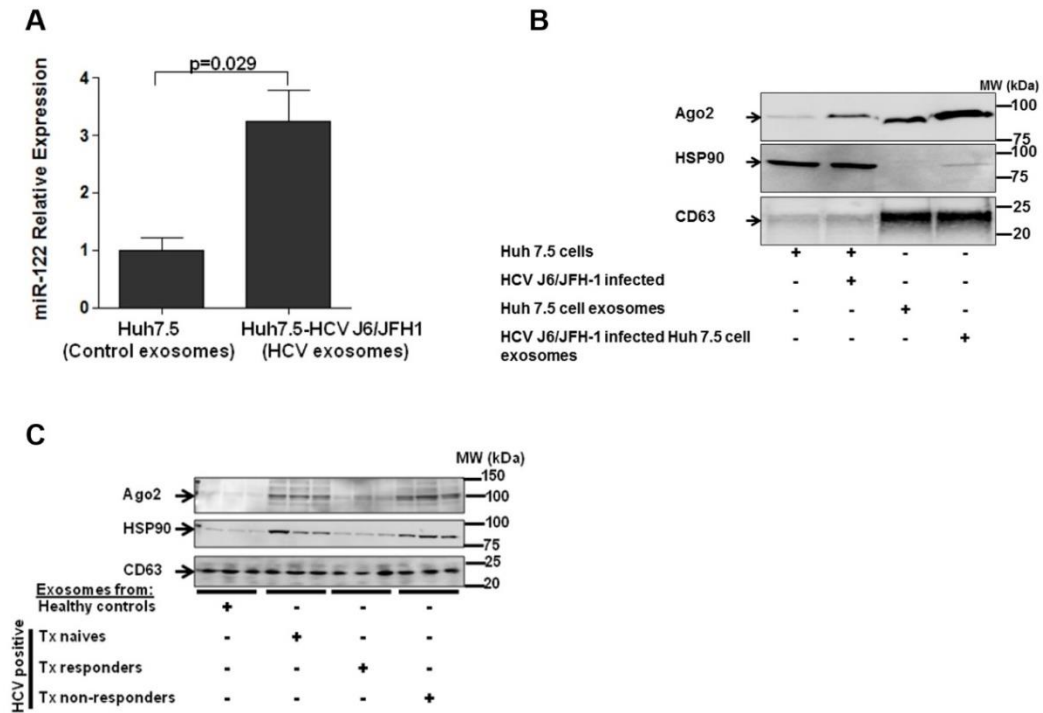 A
p=0.029
miR-122 Relative Expression
4
3
2
1
0
Huh7.5
(Control exosomes)
Huh7.5-HCV J6/JFH1
(HCV exosomes)
B
MW (kDa)
Ago2
100
75
HSP90
100
75
CD63
25
20
Huh 7.5 cells + + - -
HCV J6/JFH-1 infected - + - -
Huh 7.5 cell exosomes - - + -
HCV J6/JFH-1 infected Huh 7.5 cell
exosomes - - - +
C
MW (kDa)
Ago2
150
100
HSP90
100
75
CD63
25
20
Exosomes from:
Healthy controls + - - -
HCV positive
Tx naives - + - -
Tx responders - - + -
Tx non-responders - - - +